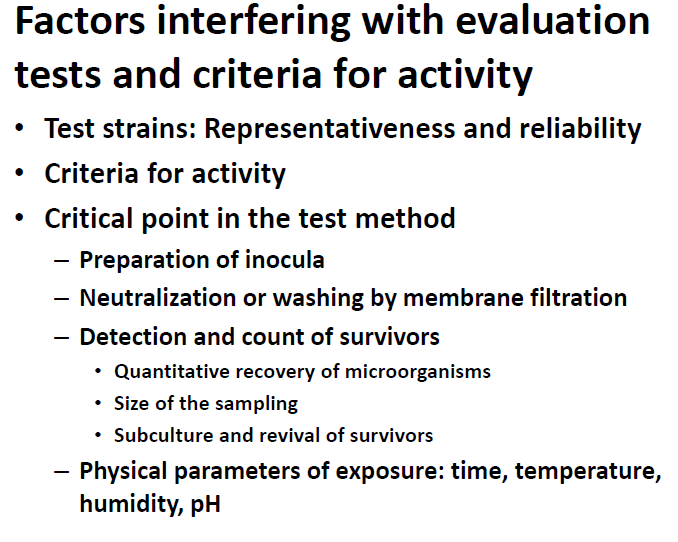 Factors interfering with evaluation
tests and criteria for activity
• Test strains: Representativeness and reliability
• Criteria for activity
• Critical point in the test method
– Preparation of inocula
– Neutralization or washing by membrane filtration
– Detection and count of survivors
• Quantitative recovery of microorganisms
• Size of the sampling
• Subculture and revival of survivors
– Physical parameters of exposure: time, temperature,
humidity, pH